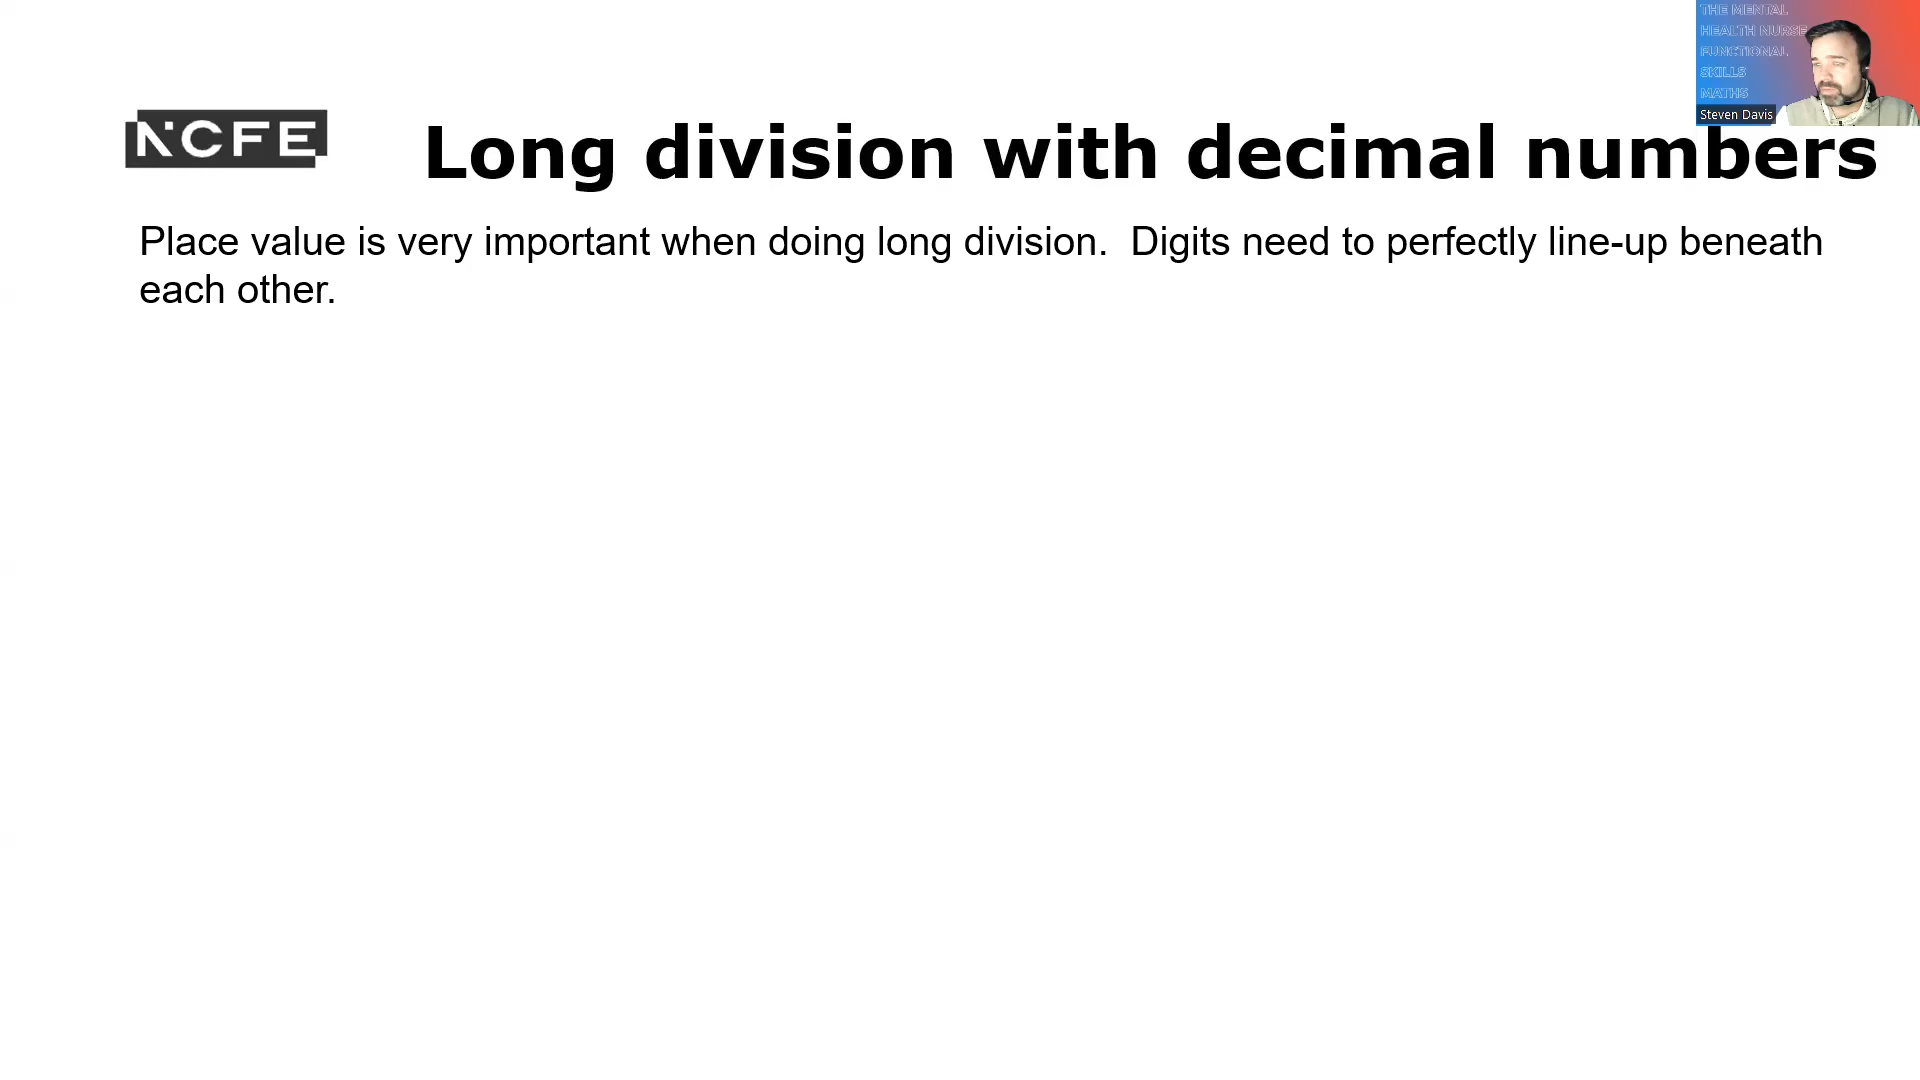 THE MENTAL
HEALTH NURSE
FUNCTIONAL
SKILLS
MATHS
Steven Davis
NCFE
Long division with decimal numbers
Place value is very important when doing long division.  Digits need to perfectly line-up beneath
each other.